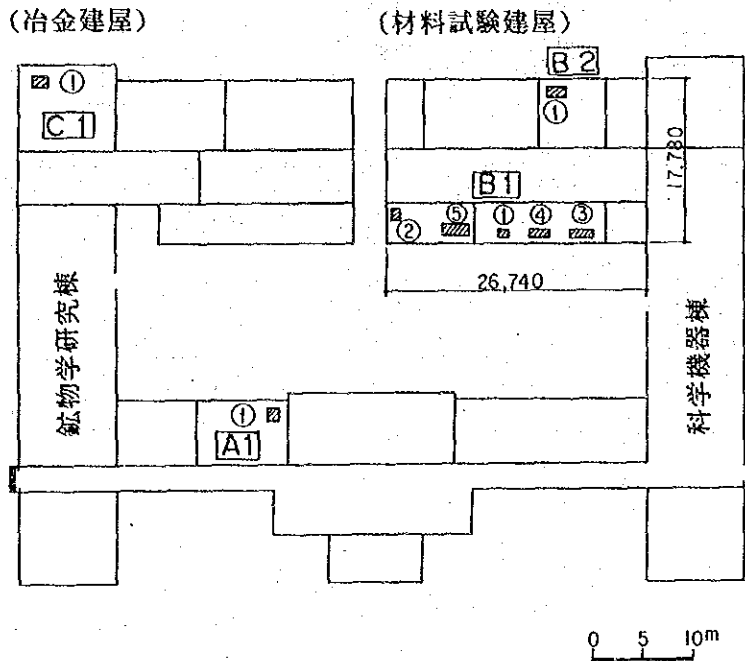 (冶金建屋)
(材料試験建屋)
B2
①
①
C1
17,780
B1
⑤ ① ④ ③
②
26,740
鉱物学研究棟
科学機器棟
①
A1
0 5 10m